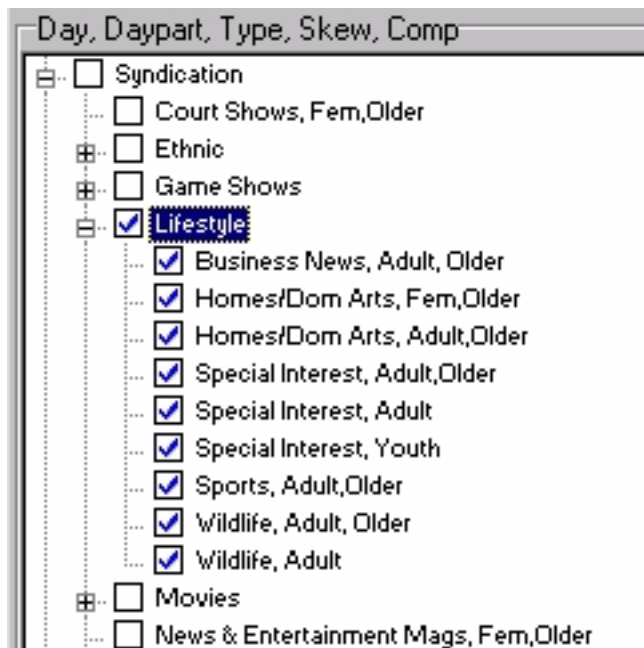 Day, Daypart, Type, Skew, Comp
Syndication
Court Shows, Fem,Older
Ethnic
Game Shows
Lifestyle
Business News, Adult, Older
Homes/Dom Arts, Fem,Older
Homes/Dom Arts, Adult,Older
Special Interest, Adult,Older
Special Interest, Adult
Special Interest, Youth
Sports, Adult,Older
Wildlife, Adult, Older
Wildlife, Adult
Movies
News & Entertainment Mags, Fem,Older